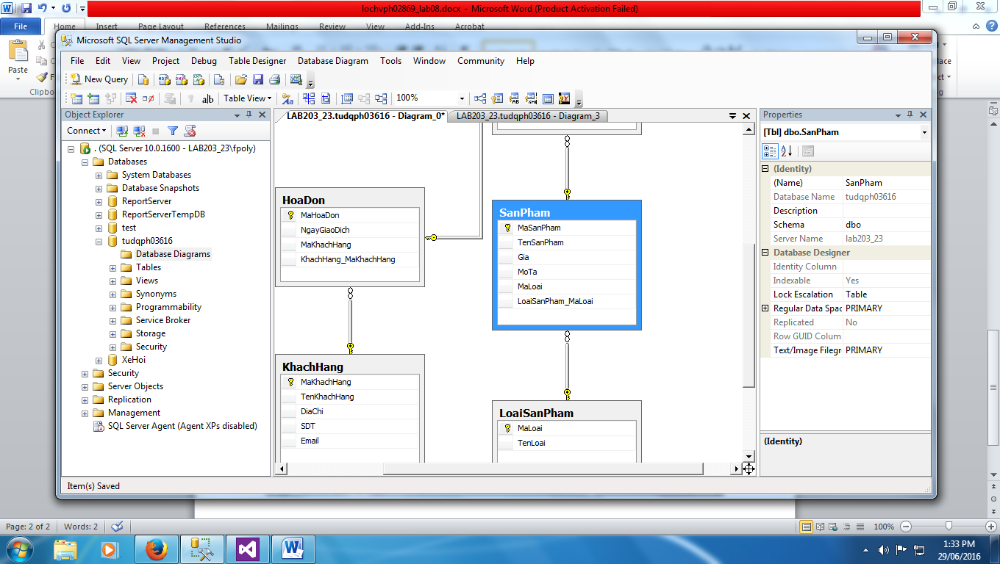 lochvph02869_lab08.docx - Microsoft Word (Product Activation Failed)
File Home Insert Page Layout References Mailings Review View Add-Ins Acrobat
Paste
Microsoft SQL Server Management Studio
File Edit View Project Debug Table Designer Database Diagram Tools Window Community Help
New Query
Table View 100%
Object Explorer
Connect
. (SQL Server 10.0.1600 - LAB203_23\fpoly)
Databases
System Databases
Database Snapshots
ReportServer
ReportServerTempDB
test
tudqph03616
Database Diagrams
Tables
Views
Synonyms
Programmability
Service Broker
Storage
Security
XeHoi
Security
Server Objects
Replication
Management
SQL Server Agent (Agent XPs disabled)
LAB203_23.tudqph03616 - Diagram_0* LAB203_23.tudqph03616 - Diagram_3
HoaDon
MaHoaDon
NgayGiaoDich
MaKhachHang
KhachHang_MaKhachHang
KhachHang
MaKhachHang
TenKhachHang
DiaChi
SDT
Email
SanPham
MaSanPham
TenSanPham
Gia
MoTa
MaLoai
LoaiSanPham_MaLoai
LoaiSanPham
MaLoai
TenLoai
Properties
[Tbl] dbo.SanPham
(Identity)
(Name) SanPham
Database Name tudqph03616
Description
Schema dbo
Server Name lab203_23
Database Designer
Identity Column
Indexable Yes
Lock Escalation Table
Regular Data Spac PRIMARY
Replicated No
Row GUID Colum
Text/Image Filegr PRIMARY
(Identity)
Item(s) Saved
Page: 2 of 2 Words: 2 100%
1:33 PM
29/06/2016